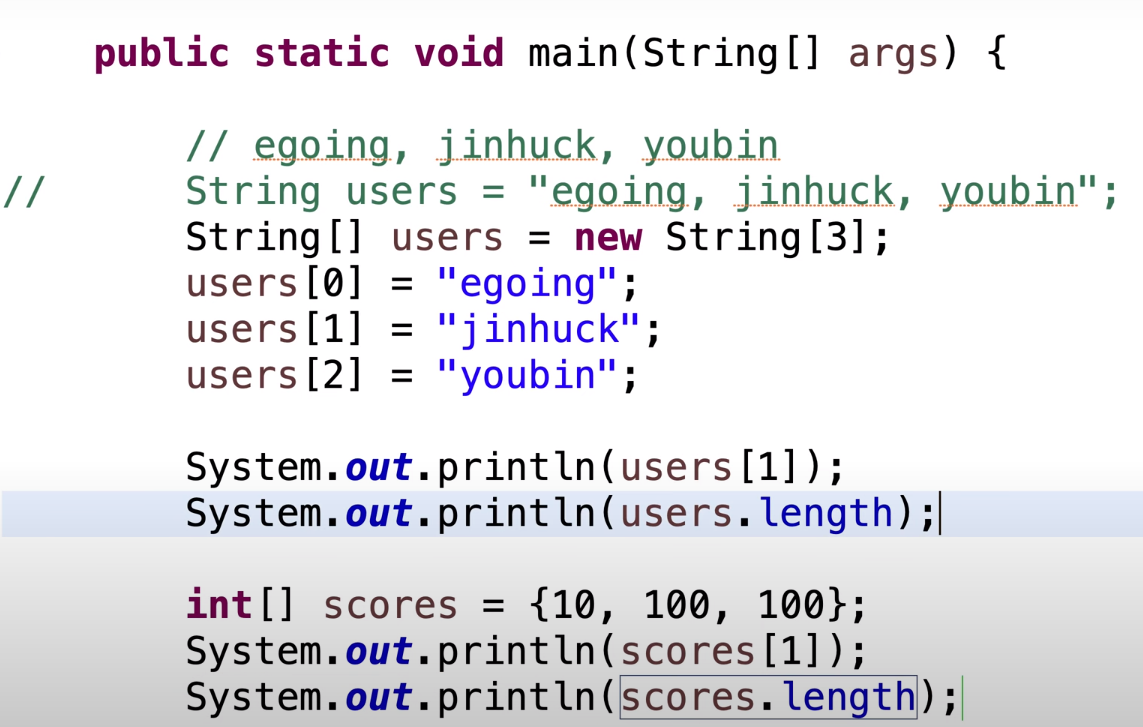 public static void main(String[] args) {
// egoing, jinhuck, youbin
// String users = "egoing, jinhuck, youbin";
String[] users = new String[3];
users[0] = "egoing";
users[1] = "jinhuck";
users[2] = "youbin";
System.out.println(users[1]);
System.out.println(users.length);
int[] scores = {10, 100, 100};
System.out.println(scores[1]);
System.out.println(scores.length);